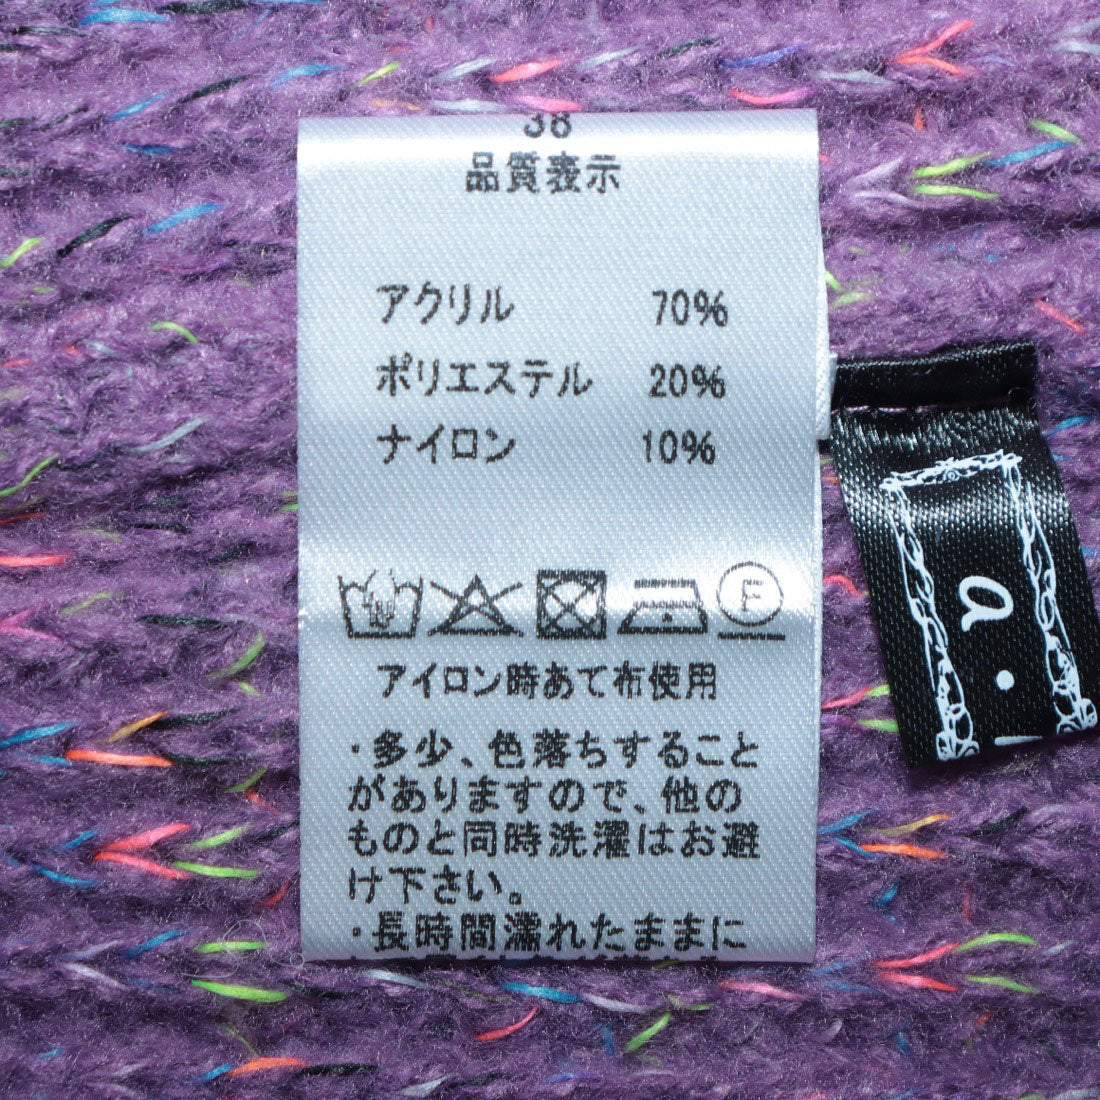 38
品質表示
アクリル 70%
ポリエステル 20%
ナイロン 10%
F
アイロン時あて布使用
・多少、色落ちすること
がありますので、他の
ものと同時洗濯はお避
け下さい。
・長時間濡れたままに
a